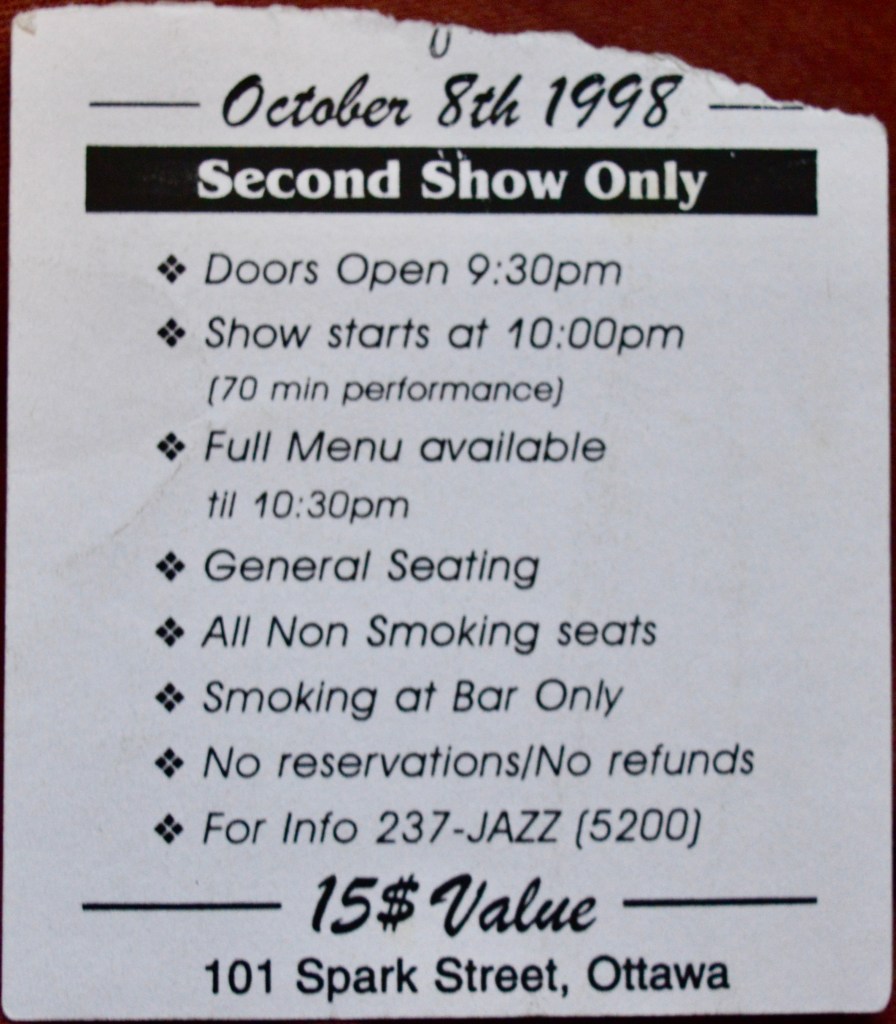 U
October 8th 1998
Second Show Only
❖ Doors Open 9:30pm
❖ Show starts at 10:00pm
(70 min performance)
❖ Full Menu available
til 10:30pm
❖ General Seating
❖ All Non Smoking seats
❖ Smoking at Bar Only
❖ No reservations/No refunds
❖ For Info 237-JAZZ (5200)
15$ Value
101 Spark Street, Ottawa